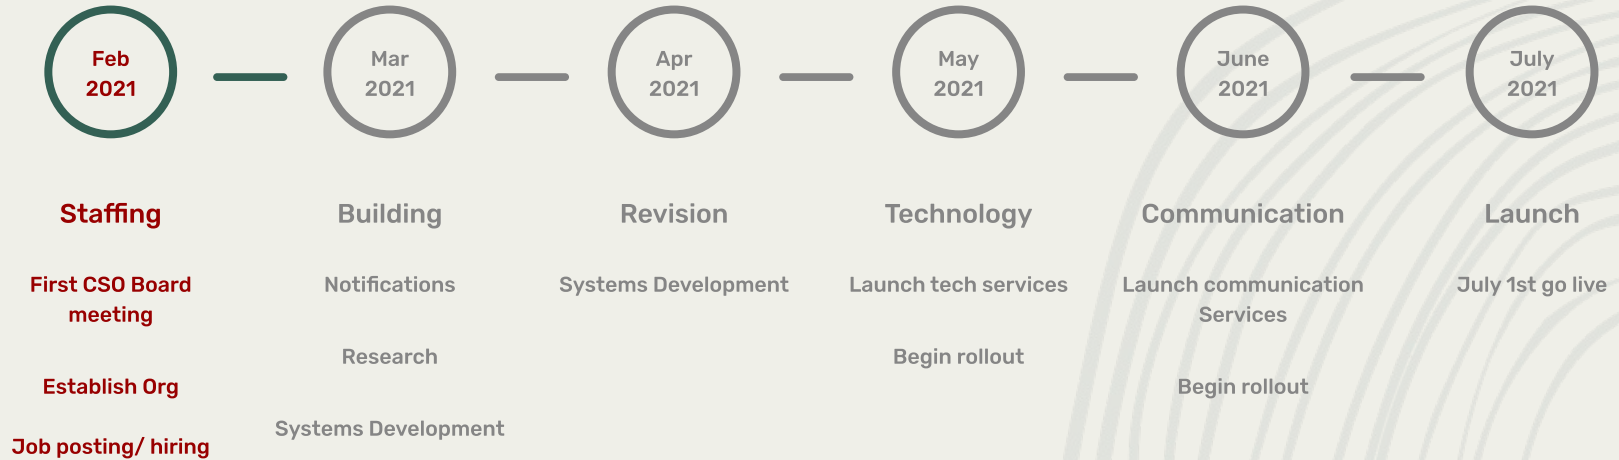 Feb
2021
Mar
2021
Apr
2021
May
2021
June
2021
July
2021
Staffing
Building
Revision
Technology
Communication
Launch
First CSO Board
meeting
Establish Org
Job posting/ hiring
Notifications
Research
Systems Development
Systems Development
Launch tech services
Begin rollout
Launch communication
Services
Begin rollout
July 1st go live